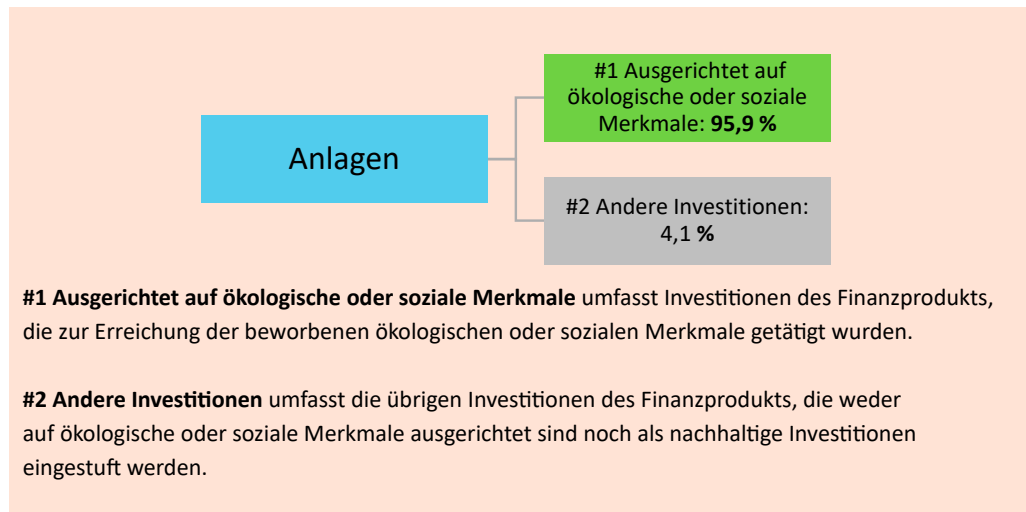 #1 Ausgerichtet auf
ökologische oder soziale
Merkmale: 95,9 %
Anlagen
#2 Andere Investitionen:
4,1 %
#1 Ausgerichtet auf ökologische oder soziale Merkmale umfasst Investitionen des Finanzprodukts,
die zur Erreichung der beworbenen ökologischen oder sozialen Merkmale getätigt wurden.
#2 Andere Investitionen umfasst die übrigen Investitionen des Finanzprodukts, die weder
auf ökologische oder soziale Merkmale ausgerichtet sind noch als nachhaltige Investitionen
eingestuft werden.